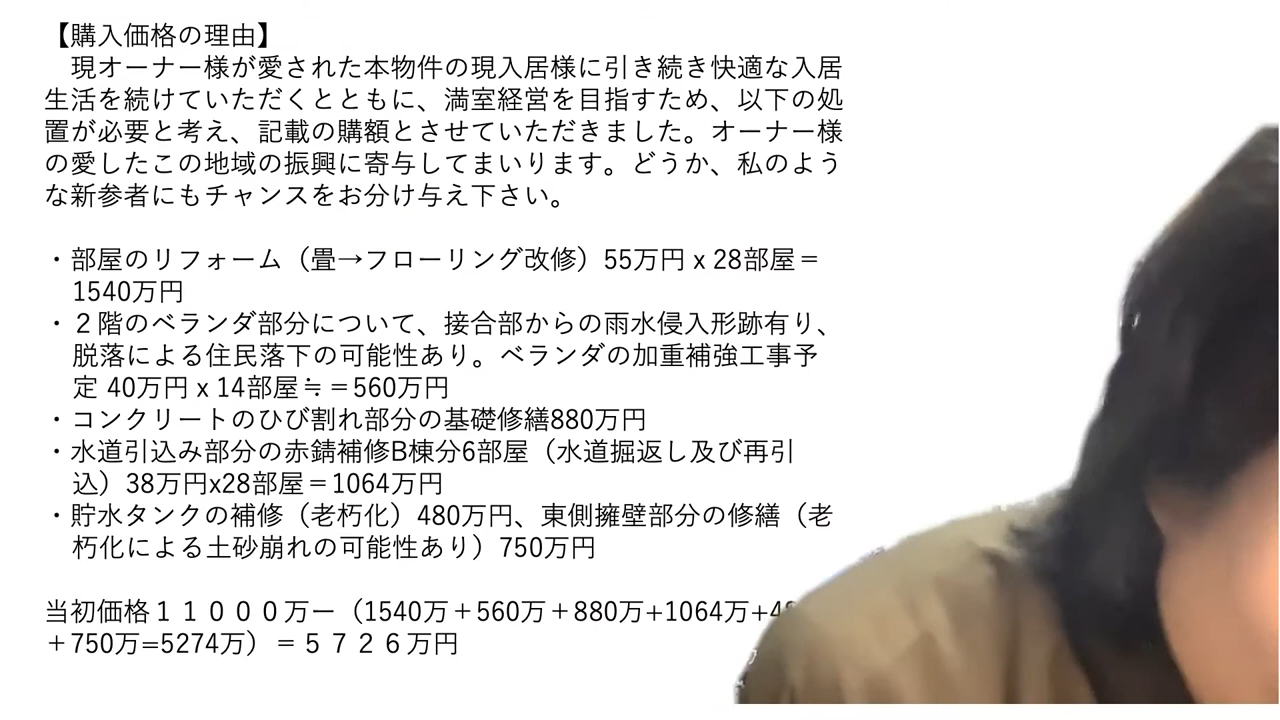 【購入価格の理由】
現オーナー様が愛された本物件の現入居様に引き続き快適な入居
生活を続けていただくとともに、満室経営を目指すため、以下の処
置が必要と考え、記載の購額とさせていただきました。オーナー様
の愛したこの地域の振興に寄与してまいります。どうか、私のよう
な新参者にもチャンスをお分け与え下さい。
・部屋のリフォーム（畳→フローリング改修）55万円 x 28部屋＝
1540万円
・２階のベランダ部分について、接合部からの雨水侵入形跡有り、
脱落による住民落下の可能性あり。ベランダの加重補強工事予
定 40万円 x 14部屋≒＝560万円
・コンクリートのひび割れ部分の基礎修繕880万円
・水道引込み部分の赤錆補修B棟分6部屋（水道掘返し及び再引
込）38万円x28部屋＝1064万円
・貯水タンクの補修（老朽化）480万円、東側擁壁部分の修繕（老
朽化による土砂崩れの可能性あり）750万円
当初価格１１０００万ー（1540万＋560万＋880万+1064万+
＋750万=5274万）＝５７２６万円